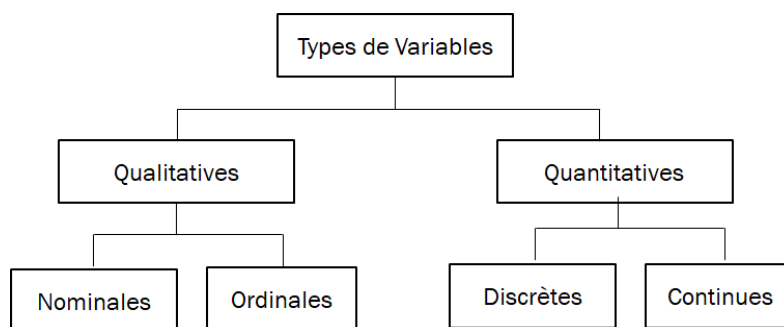 Types de Variables
Qualitatives
Quantitatives
Nominales
Ordinales
Discrètes
Continues